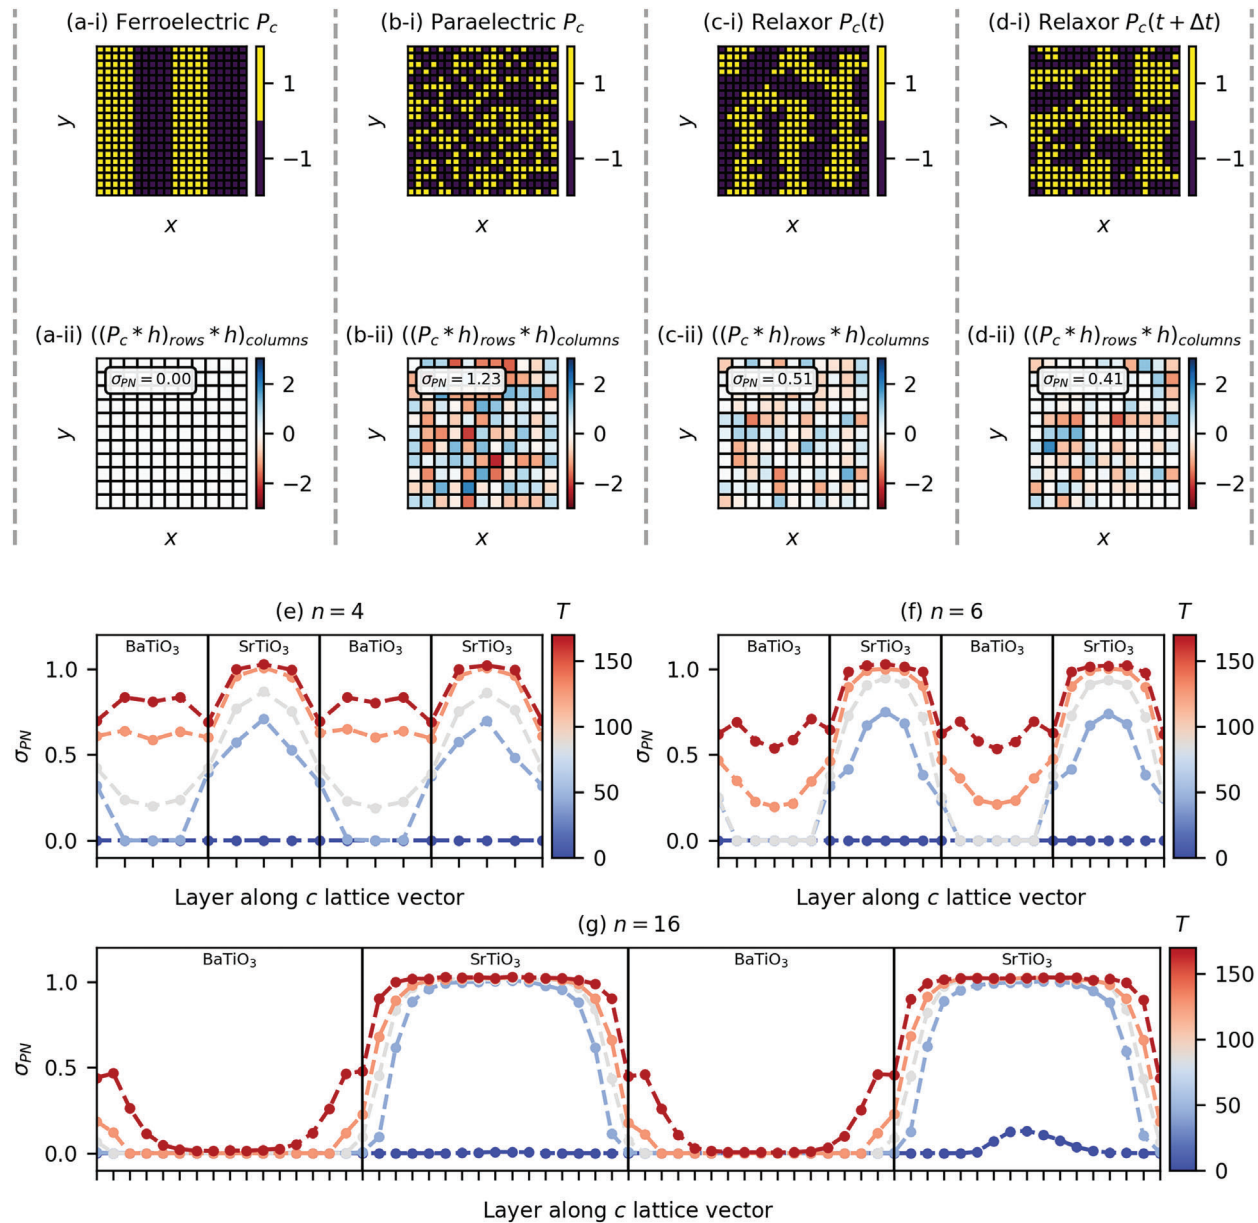 (a-i) Ferroelectric P_c
(b-i) Paraelectric P_c
(c-i) Relaxor P_c(t)
(d-i) Relaxor P_c(t + Δt)
y
1
−1
y
1
−1
y
1
−1
y
1
−1
x
x
x
x
(a-ii) ((P_c * h)_rows * h)_columns
(b-ii) ((P_c * h)_rows * h)_columns
(c-ii) ((P_c * h)_rows * h)_columns
(d-ii) ((P_c * h)_rows * h)_columns
σ_PN = 0.00
σ_PN = 1.23
σ_PN = 0.51
σ_PN = 0.41
y
2
0
−2
y
2
0
−2
y
2
0
−2
y
2
0
−2
x
x
x
x
(e) n = 4
T
BaTiO₃
SrTiO₃
BaTiO₃
SrTiO₃
1.0
0.5
0.0
σ_PN
150
100
50
0
Layer along c lattice vector
(f) n = 6
T
BaTiO₃
SrTiO₃
BaTiO₃
SrTiO₃
1.0
0.5
0.0
σ_PN
150
100
50
0
Layer along c lattice vector
(g) n = 16
T
BaTiO₃
SrTiO₃
BaTiO₃
SrTiO₃
1.0
0.5
0.0
σ_PN
150
100
50
0
Layer along c lattice vector